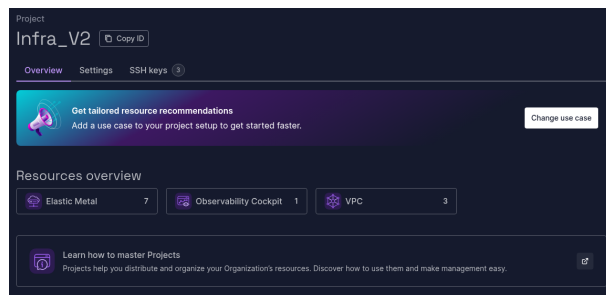 Project
Infra_V2 Copy ID
Overview Settings SSH keys 3
Get tailored resource recommendations
Add a use case to your project setup to get started faster.
Change use case
Resources overview
Elastic Metal 7 Observability Cockpit 1 VPC 3
Learn how to master Projects
Projects help you distribute and organize your Organization's resources. Discover how to use them and make management easy.